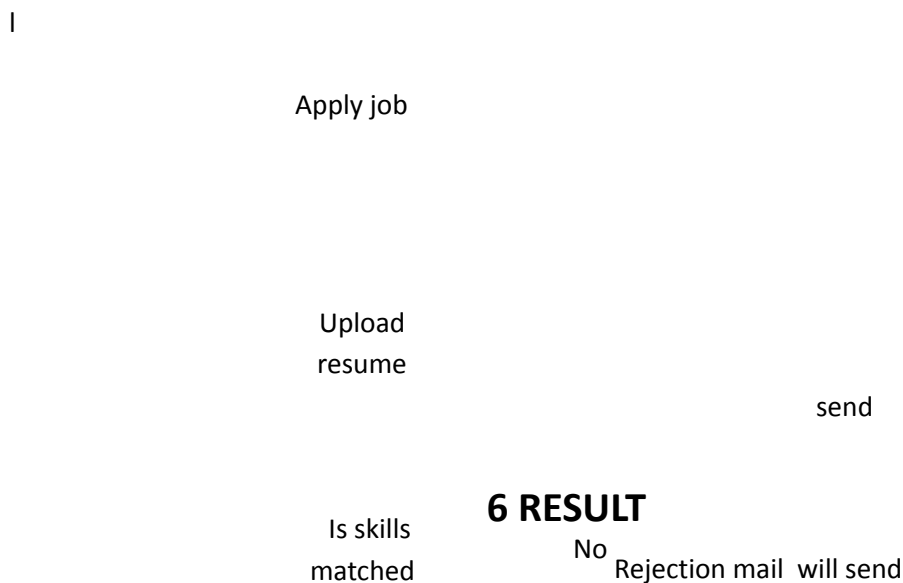 l
Apply job
Upload
resume
send
6 RESULT
Is skills
matched
No
Rejection mail will send